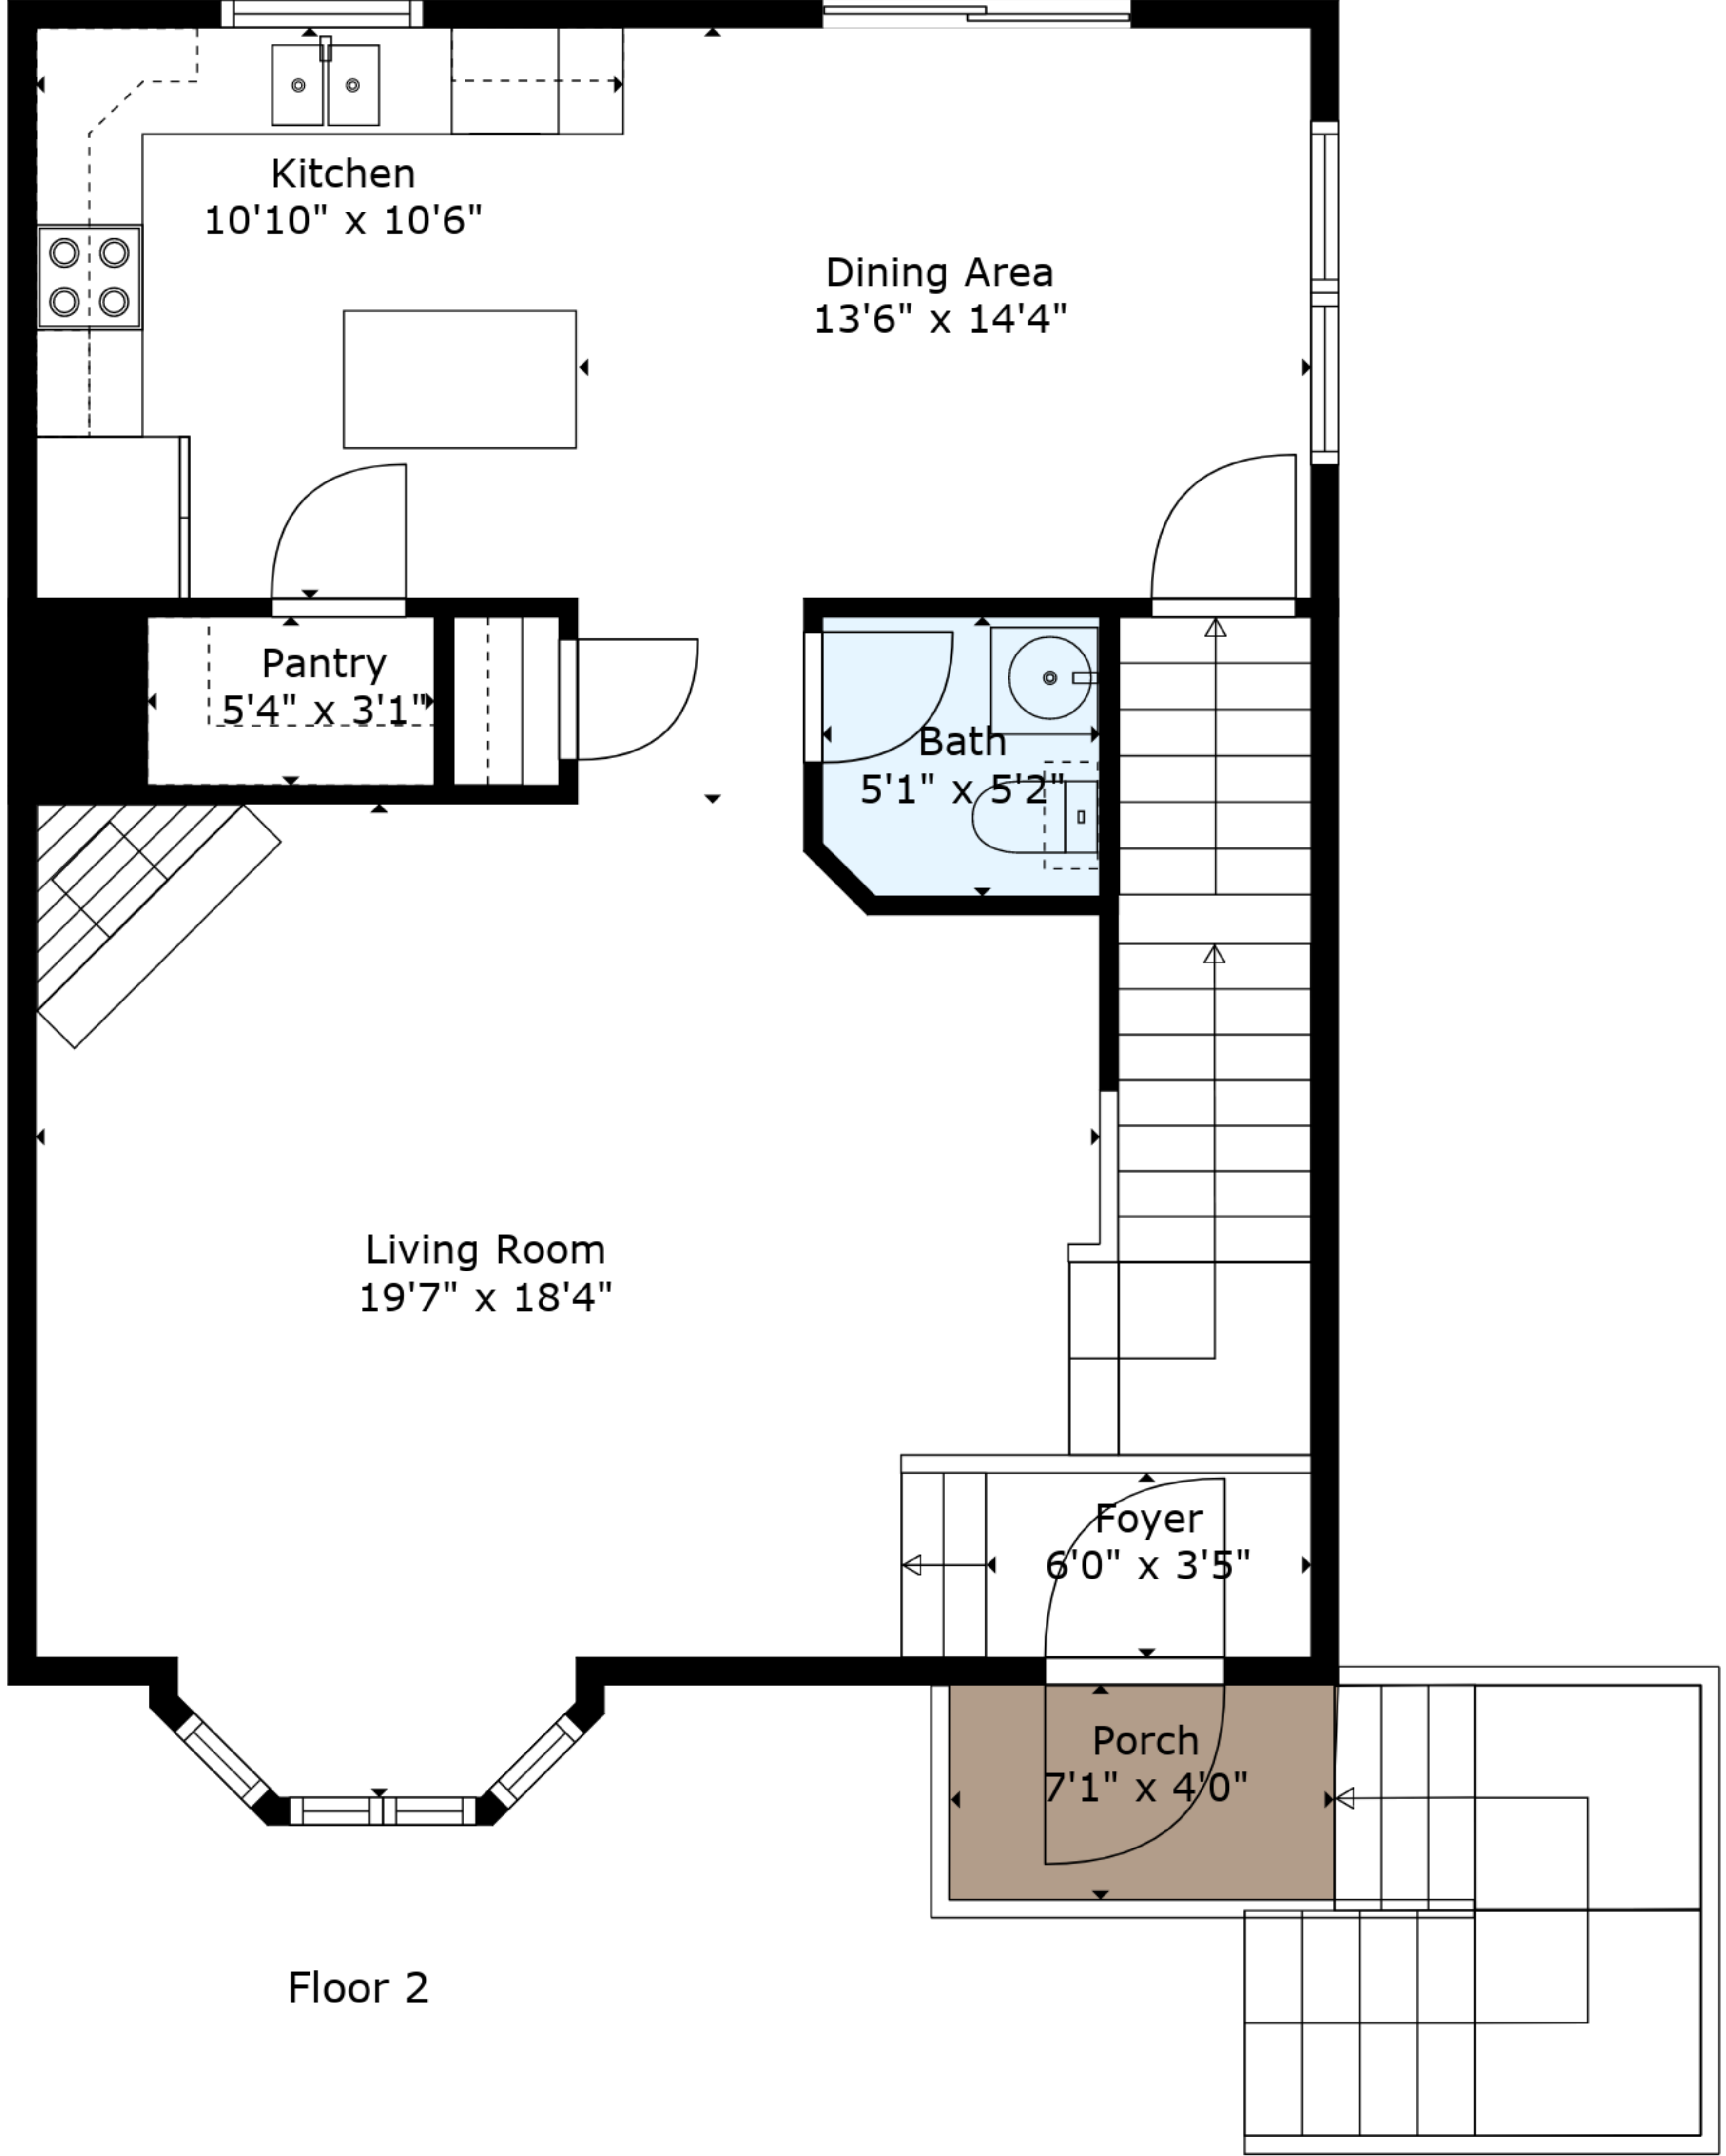 Kitchen
10'10" x 10'6"
Dining Area
13'6" x 14'4"
Pantry
5'4" x 3'1"
Bath
5'1" x 5'2"
Living Room
19'7" x 18'4"
Foyer
6'0" x 3'5"
Porch
7'1" x 4'0"
Floor 2